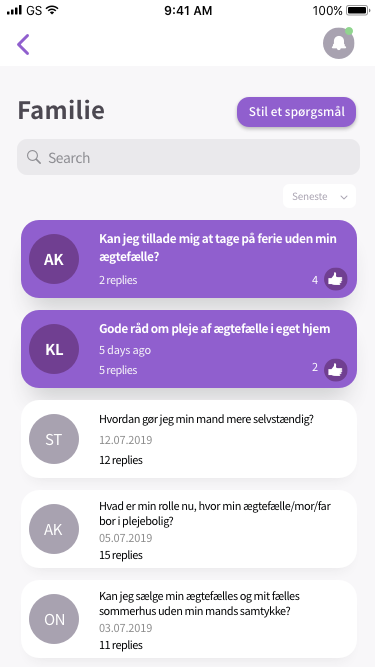 GS 9:41 AM 100%
Familie
Stil et spørgsmål
Search
Seneste
AK
Kan jeg tillade mig at tage på ferie uden min
ægtefælle?
2 replies
4
KL
Gode råd om pleje af ægtefælle i eget hjem
5 days ago
5 replies
2
ST
Hvordan gør jeg min mand mere selvstændig?
12.07.2019
12 replies
AK
Hvad er min rolle nu, hvor min ægtefælle/mor/far
bor i plejebolig?
05.07.2019
15 replies
ON
Kan jeg sælge min ægtefælles og mit fælles
sommerhus uden min mands samtykke?
03.07.2019
11 replies